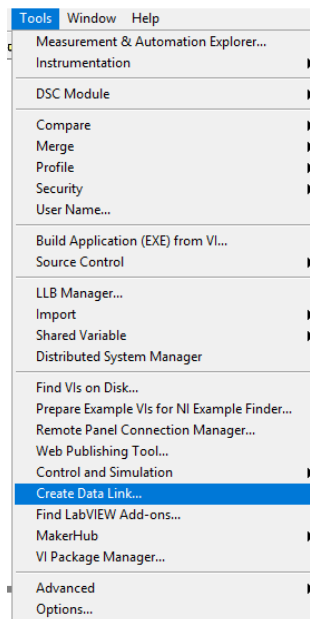 Tools Window Help
Measurement & Automation Explorer...
Instrumentation
DSC Module
Compare
Merge
Profile
Security
User Name...
Build Application (EXE) from VI...
Source Control
LLB Manager...
Import
Shared Variable
Distributed System Manager
Find VIs on Disk...
Prepare Example VIs for NI Example Finder...
Remote Panel Connection Manager...
Web Publishing Tool...
Control and Simulation
Create Data Link...
Find LabVIEW Add-ons...
MakerHub
VI Package Manager...
Advanced
Options...